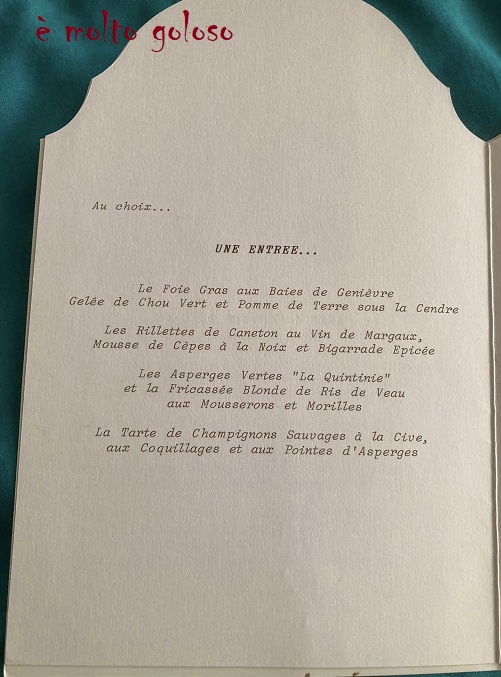 è molto goloso
Au choix...
UNE ENTREE...
Le Foie Gras aux Baies de Genièvre
Gelée de Chou Vert et Pomme de Terre sous la Cendre
Les Rillettes de Caneton au Vin de Margaux,
Mousse de Cèpes à la Noix et Bigarrade Epicée
Les Asperges Vertes "La Quintinie"
et la Fricassée Blonde de Ris de Veau
aux Mousserons et Morilles
La Tarte de Champignons Sauvages à la Cive,
aux Coquillages et aux Pointes d'Asperges